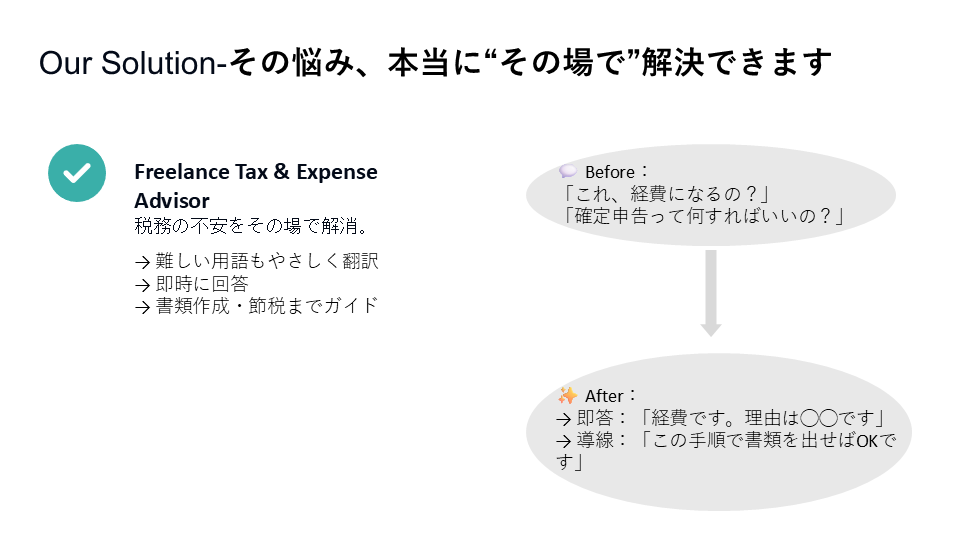 Our Solution-その悩み、本当に“その場で”解決できます
Freelance Tax & Expense
Advisor
税務の不安をその場で解消。
→ 難しい用語もやさしく翻訳
→ 即時に回答
→ 書類作成・節税までガイド
💬 Before：
「これ、経費になるの？」
「確定申告って何すればいいの？」
✨ After：
→ 即答：「経費です。理由は〇〇です」
→ 導線：「この手順で書類を出せばOKで
す」